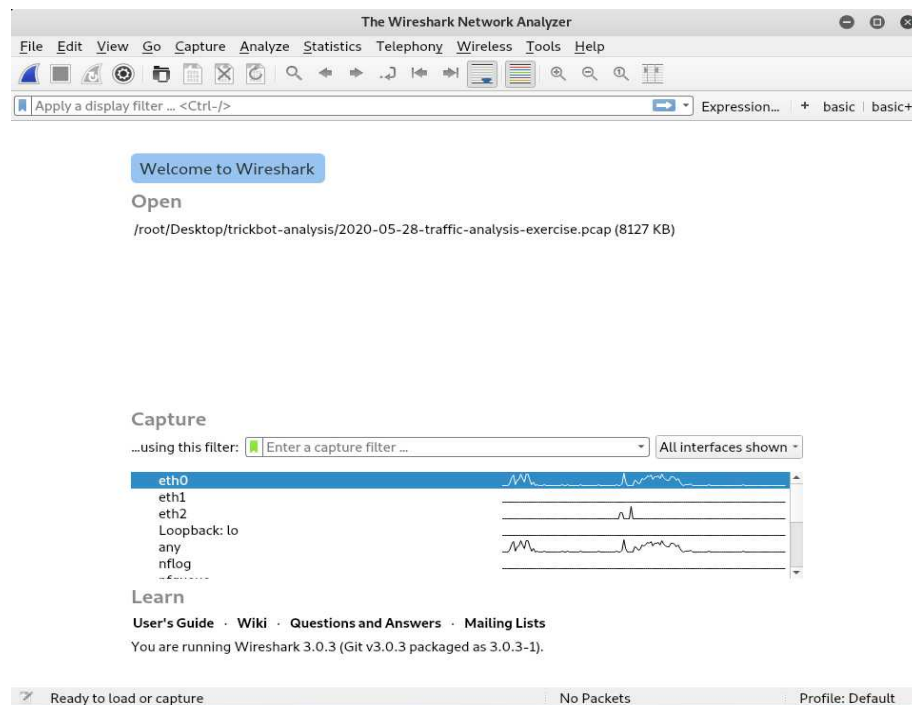 The Wireshark Network Analyzer
File Edit View Go Capture Analyze Statistics Telephony Wireless Tools Help
Apply a display filter ... <Ctrl-/> Expression... + basic basic+
Welcome to Wireshark
Open
/root/Desktop/trickbot-analysis/2020-05-28-traffic-analysis-exercise.pcap (8127 KB)
Capture
...using this filter: Enter a capture filter ... All interfaces shown
eth0
eth1
eth2
Loopback: lo
any
nflog
Learn
User's Guide · Wiki · Questions and Answers · Mailing Lists
You are running Wireshark 3.0.3 (Git v3.0.3 packaged as 3.0.3-1).
Ready to load or capture No Packets Profile: Default